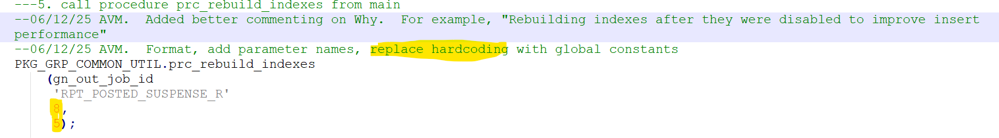 ---5. call procedure prc_rebuild_indexes from main
--06/12/25 AVM.  Added better commenting on Why.  For example, "Rebuilding indexes after they were disabled to improve insert
performance"
--06/12/25 AVM.  Format, add parameter names, replace hardcoding with global constants
PKG_GRP_COMMON_UTIL.prc_rebuild_indexes
(gn_out_job_id
'RPT_POSTED_SUSPENSE_R'
8,
5);